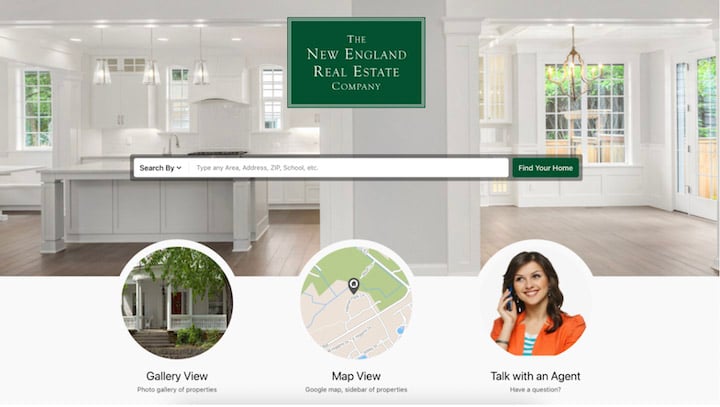 THE
NEW ENGLAND
REAL ESTATE
COMPANY
Search By Type any Area, Address, ZIP, School, etc. Find Your Home
Gallery View Map View Talk with an Agent
Photo gallery of properties Google map, sidebar of properties Have a question?